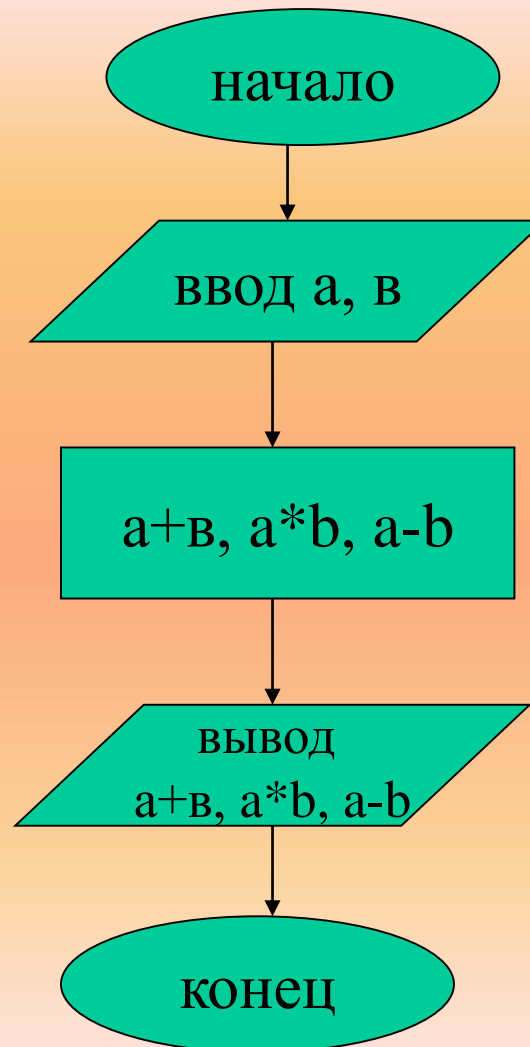 начало
ввод а, в
а+в, a*b, a-b
вывод
а+в, a*b, a-b
конец